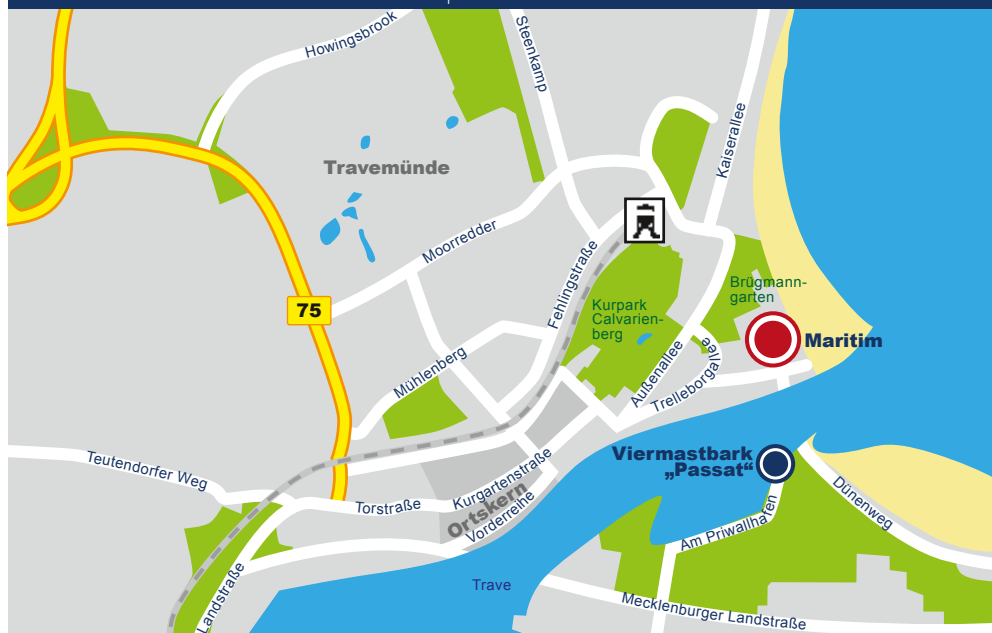 Howingsbrook
Steenkamp
Kaiserallee
Travemünde
Moorredder
Fehlingstraße
Brügmann-
garten
75
Kurpark
Calvarien-
berg
Maritim
Außenallee
Trelleborgallee
Mühlenberg
Teutendorfer Weg
Viermastbark
„Passat“
Kurgartenstraße
Torstraße
Ortskern
Vorderreihe
Dünenweg
Am Priwallhafen
Trave
Landstraße
Mecklenburger Landstraße